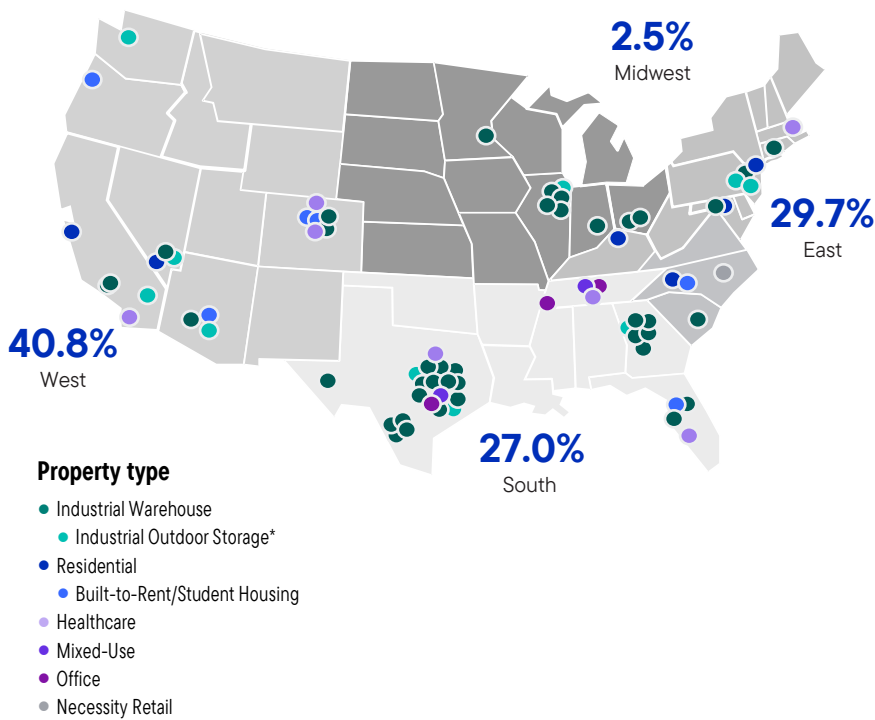 2.5%
Midwest
29.7%
East
40.8%
West
27.0%
South
Property type
Industrial Warehouse
Industrial Outdoor Storage*
Residential
Built-to-Rent/Student Housing
Healthcare
Mixed-Use
Office
Necessity Retail